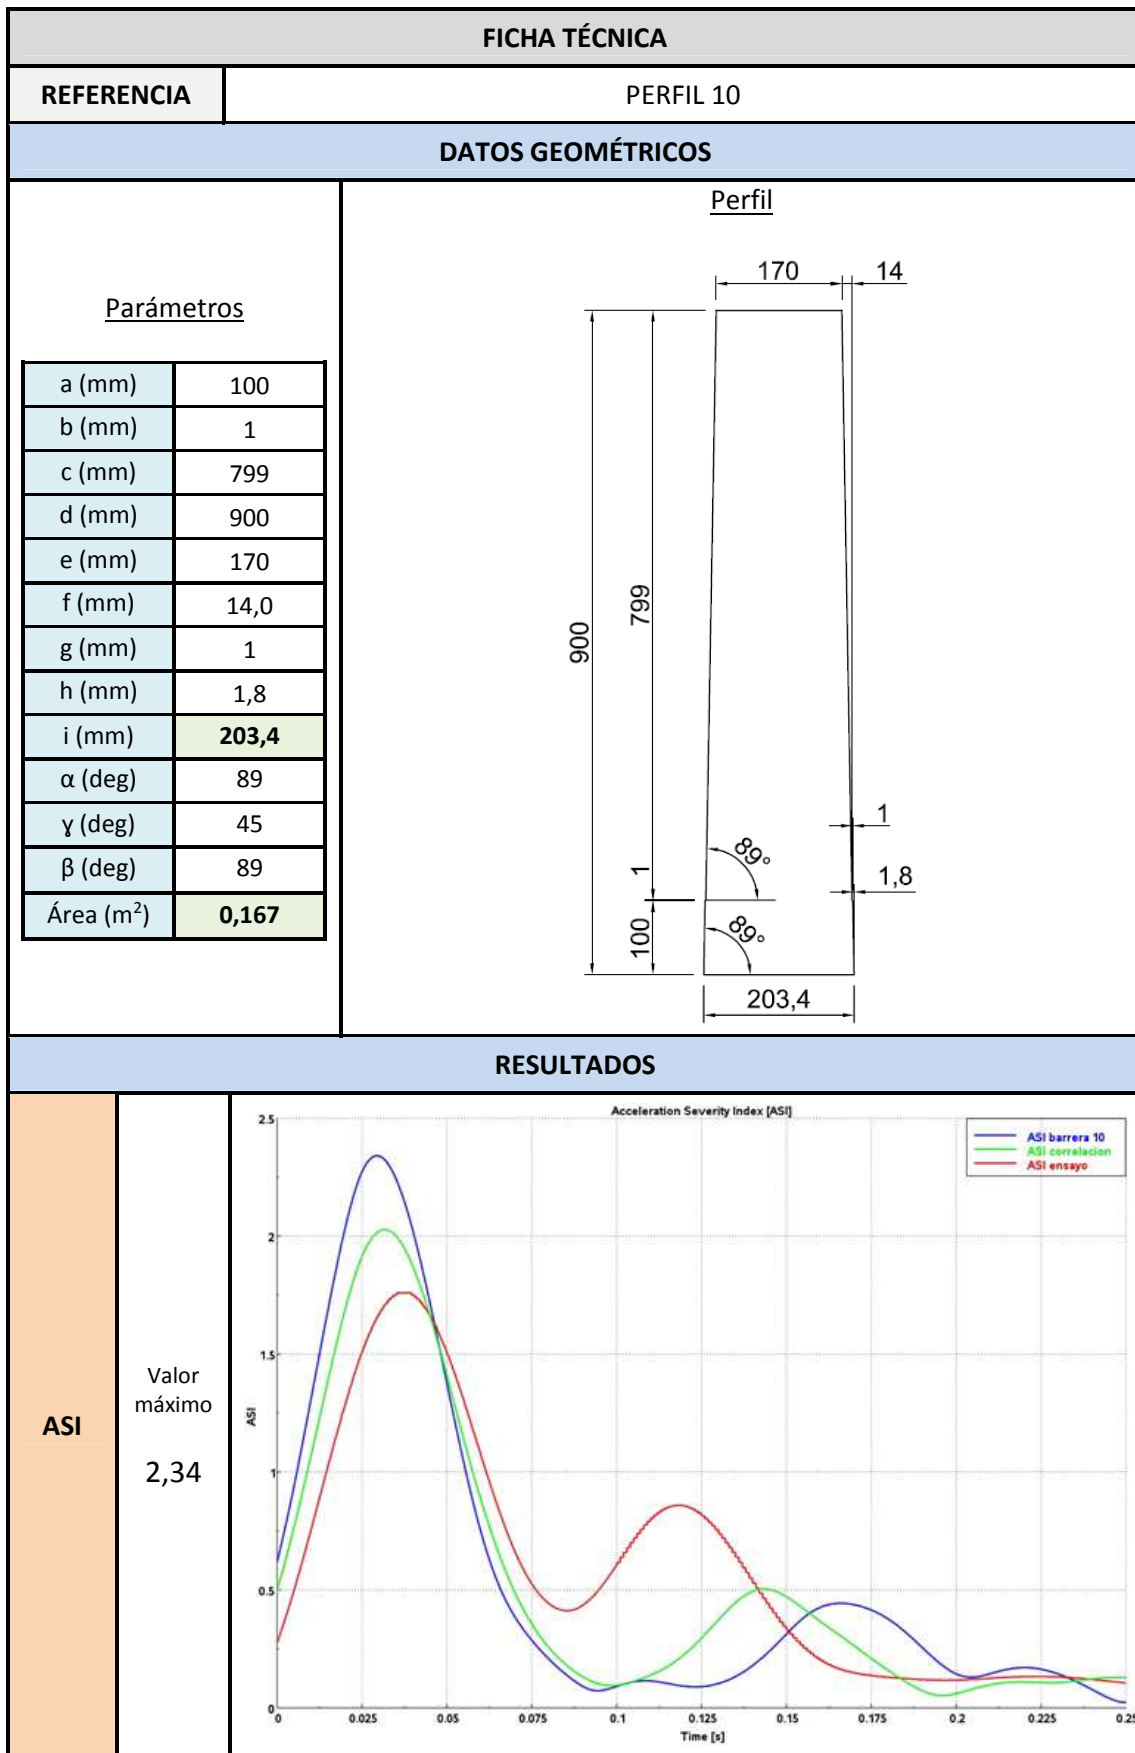 FICHA TÉCNICA
REFERENCIA PERFIL 10
DATOS GEOMÉTRICOS
Parámetros
a (mm) 100
b (mm) 1
c (mm) 799
d (mm) 900
e (mm) 170
f (mm) 14,0
g (mm) 1
h (mm) 1,8
i (mm) 203,4
α (deg) 89
γ (deg) 45
β (deg) 89
Área (m²) 0,167
Perfil
170 14
900
799
1
100
89°
89°
1
1,8
203,4
RESULTADOS
ASI
Valor
máximo
2,34
Acceleration Severity Index [ASI]
ASI barrera 10
ASI correlacion
ASI ensayo
ASI
2.5
2
1.5
1
0.5
0
0 0.025 0.05 0.075 0.1 0.125 0.15 0.175 0.2 0.225 0.25
Time [s]